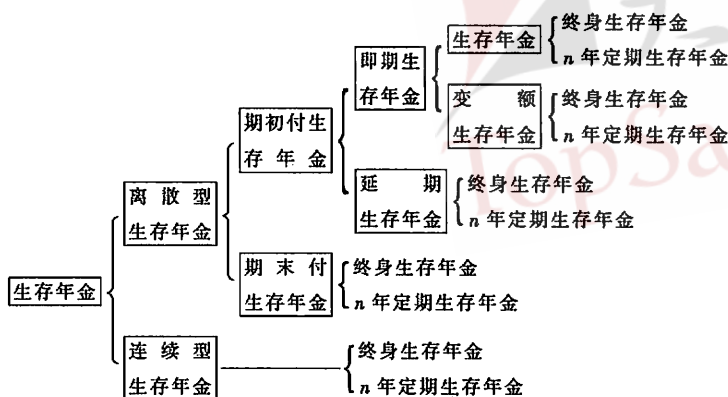 生存年金
终身生存年金
n 年定期生存年金
即期生
存年金
变 额
生存年金
终身生存年金
n 年定期生存年金
期初付生
存 年 金
延 期
生存年金
终身生存年金
n 年定期生存年金
离 散 型
生存年金
期 末 付
生存年金
终身生存年金
n 年定期生存年金
生存年金
连 续 型
生存年金
终身生存年金
n 年定期生存年金
TopSa